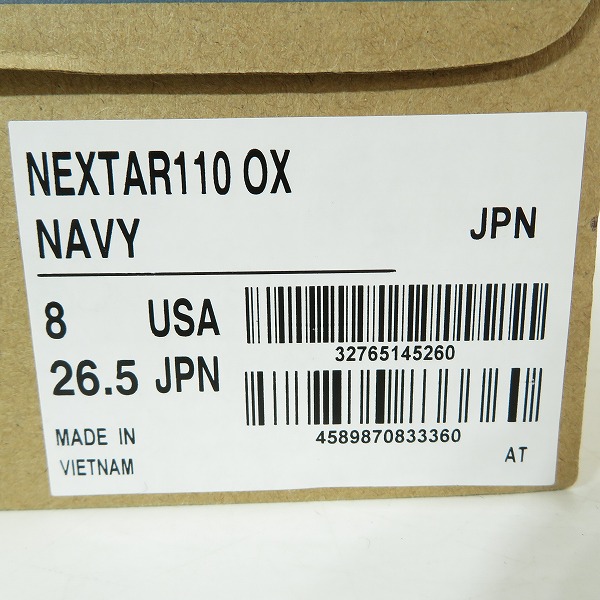 NEXTAR110 OX
NAVY JPN
8 USA
32765145260
26.5 JPN
4589870833360
MADE IN
VIETNAM
AT